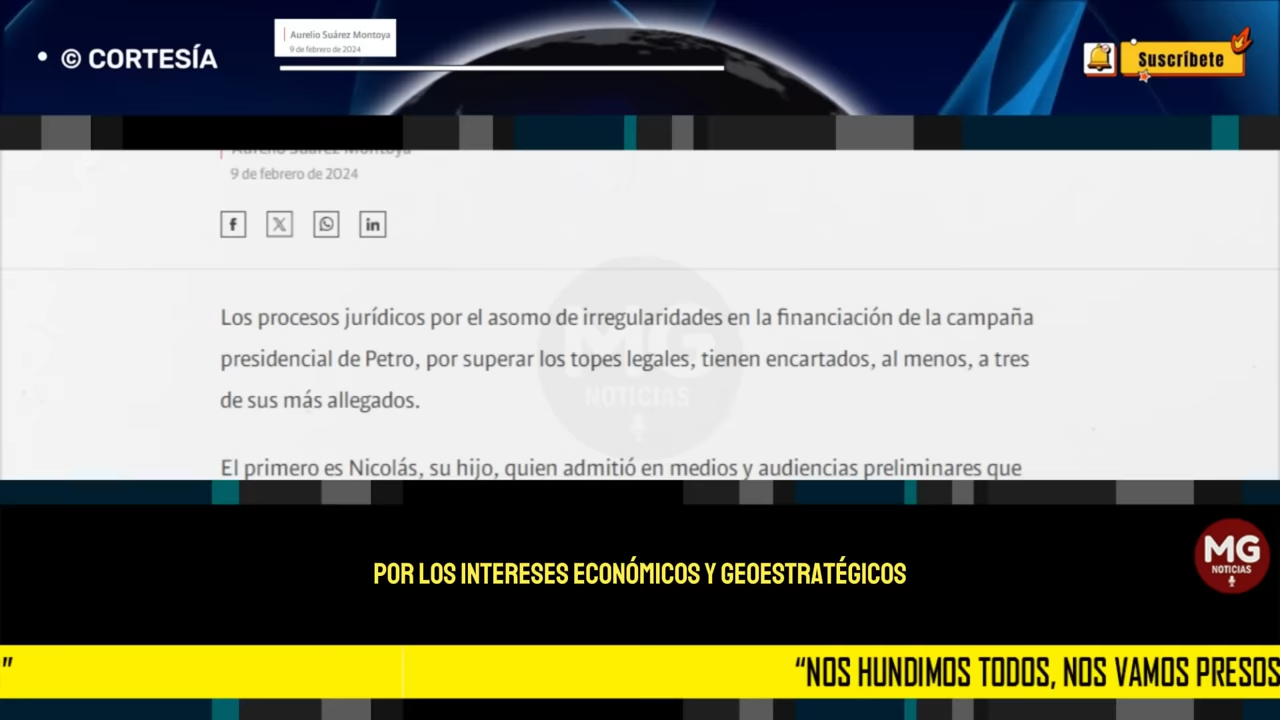 • © CORTESÍA
Aurelio Suárez Montoya
9 de febrero de 2024
Suscríbete
Aurelio Suárez Montoya
9 de febrero de 2024
Los procesos jurídicos por el asomo de irregularidades en la financiación de la campaña
presidencial de Petro, por superar los topes legales, tienen encartados, al menos, a tres
de sus más allegados.
El primero es Nicolás, su hijo, quien admitió en medios y audiencias preliminares que
MG
NOTICIAS
POR LOS INTERESES ECONÓMICOS Y GEOESTRATÉGICOS
MG
NOTICIAS
” “NOS HUNDIMOS TODOS, NOS VAMOS PRESOS